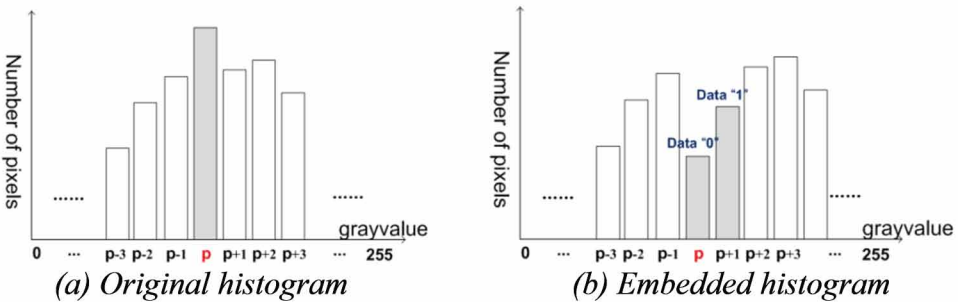 Number of pixels
......
......
grayvalue
0 ... p-3 p-2 p-1 p p+1 p+2 p+3 ... 255
(a) Original histogram
Number of pixels
Data "1"
Data "0"
......
......
grayvalue
0 ... p-3 p-2 p-1 p p+1 p+2 p+3 ... 255
(b) Embedded histogram